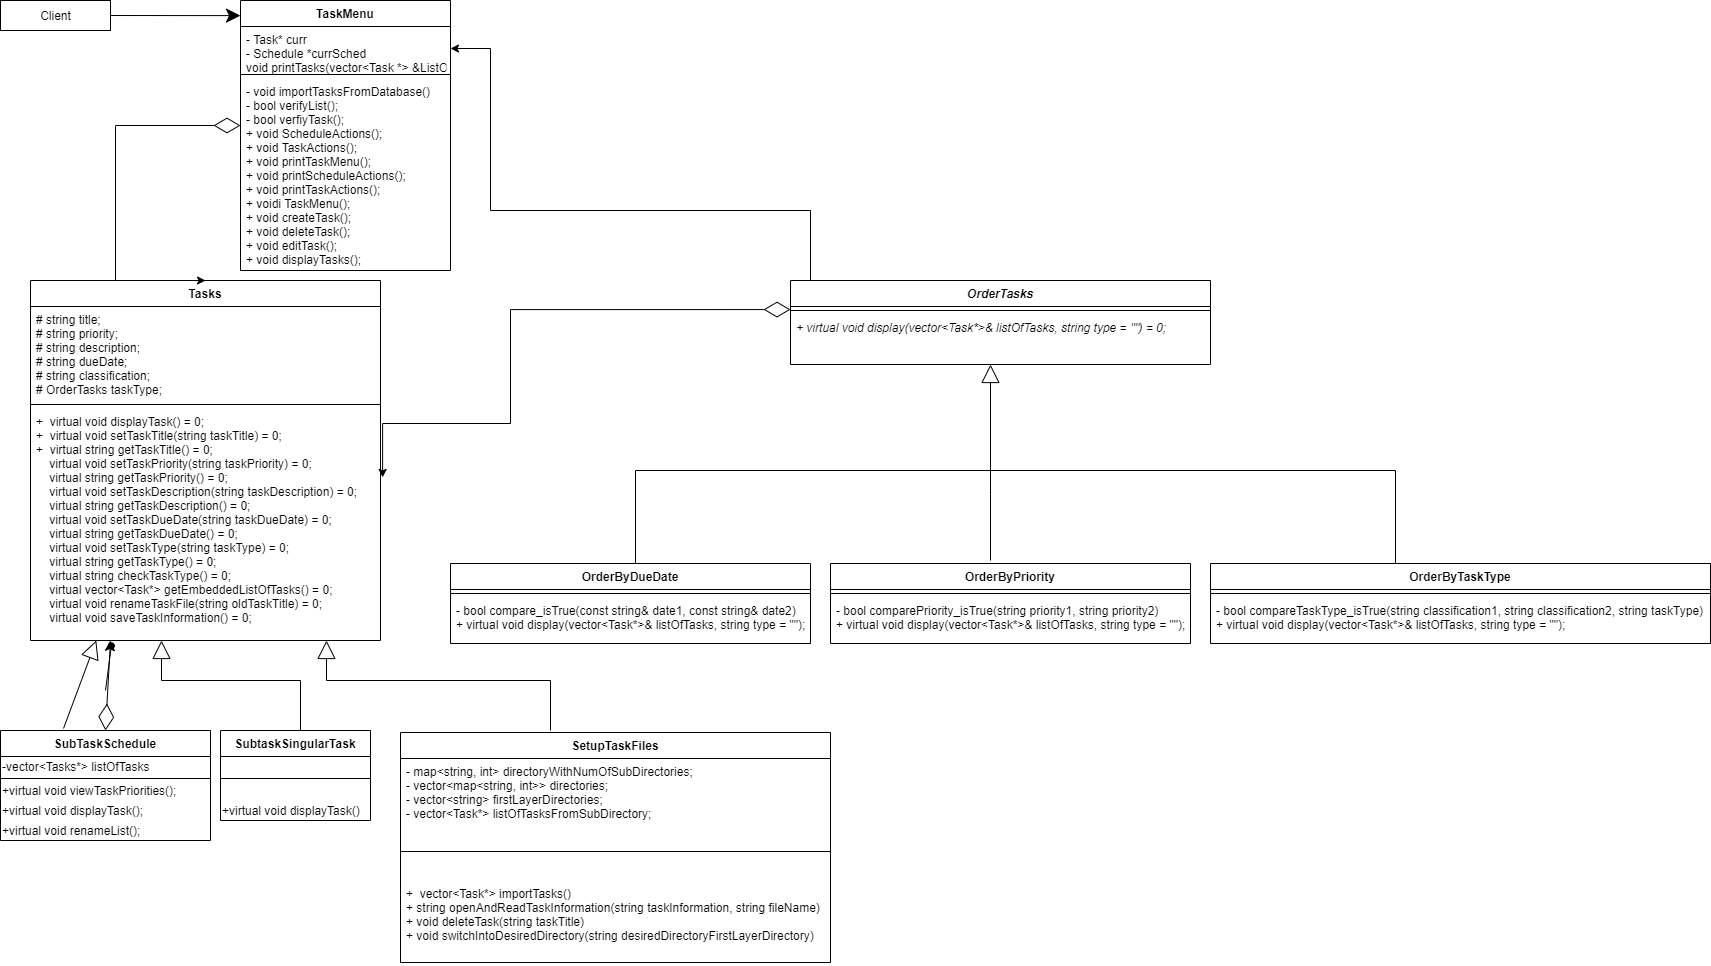 Client
TaskMenu
- Task* curr
- Schedule *currSched
void printTasks(vector<Task *> &ListO
- void importTasksFromDatabase()
- bool verifyList();
- bool verfiyTask();
+ void ScheduleActions();
+ void TaskActions();
+ void printTaskMenu();
+ void printScheduleActions();
+ void printTaskActions();
+ voidi TaskMenu();
+ void createTask();
+ void deleteTask();
+ void editTask();
+ void displayTasks();
Tasks
# string title;
# string priority;
# string description;
# string dueDate;
# string classification;
# OrderTasks taskType;
+  virtual void displayTask() = 0;
+  virtual void setTaskTitle(string taskTitle) = 0;
+  virtual string getTaskTitle() = 0;
virtual void setTaskPriority(string taskPriority) = 0;
virtual string getTaskPriority() = 0;
virtual void setTaskDescription(string taskDescription) = 0;
virtual string getTaskDescription() = 0;
virtual void setTaskDueDate(string taskDueDate) = 0;
virtual string getTaskDueDate() = 0;
virtual void setTaskType(string taskType) = 0;
virtual string getTaskType() = 0;
virtual string checkTaskType() = 0;
virtual vector<Task*> getEmbeddedListOfTasks() = 0;
virtual void renameTaskFile(string oldTaskTitle) = 0;
virtual void saveTaskInformation() = 0;
OrderTasks
+ virtual void display(vector<Task*>& listOfTasks, string type = "") = 0;
OrderByDueDate
- bool compare_isTrue(const string& date1, const string& date2)
+ virtual void display(vector<Task*>& listOfTasks, string type = "");
OrderByPriority
- bool comparePriority_isTrue(string priority1, string priority2)
+ virtual void display(vector<Task*>& listOfTasks, string type = "");
OrderByTaskType
- bool compareTaskType_isTrue(string classification1, string classification2, string taskType)
+ virtual void display(vector<Task*>& listOfTasks, string type = "");
SubTaskSchedule
-vector<Tasks*> listOfTasks
+virtual void viewTaskPriorities();
+virtual void displayTask();
+virtual void renameList();
SubtaskSingularTask
+virtual void displayTask()
SetupTaskFiles
- map<string, int> directoryWithNumOfSubDirectories;
- vector<map<string, int>> directories;
- vector<string> firstLayerDirectories;
- vector<Task*> listOfTasksFromSubDirectory;
+  vector<Task*> importTasks()
+ string openAndReadTaskInformation(string taskInformation, string fileName)
+ void deleteTask(string taskTitle)
+ void switchIntoDesiredDirectory(string desiredDirectoryFirstLayerDirectory)